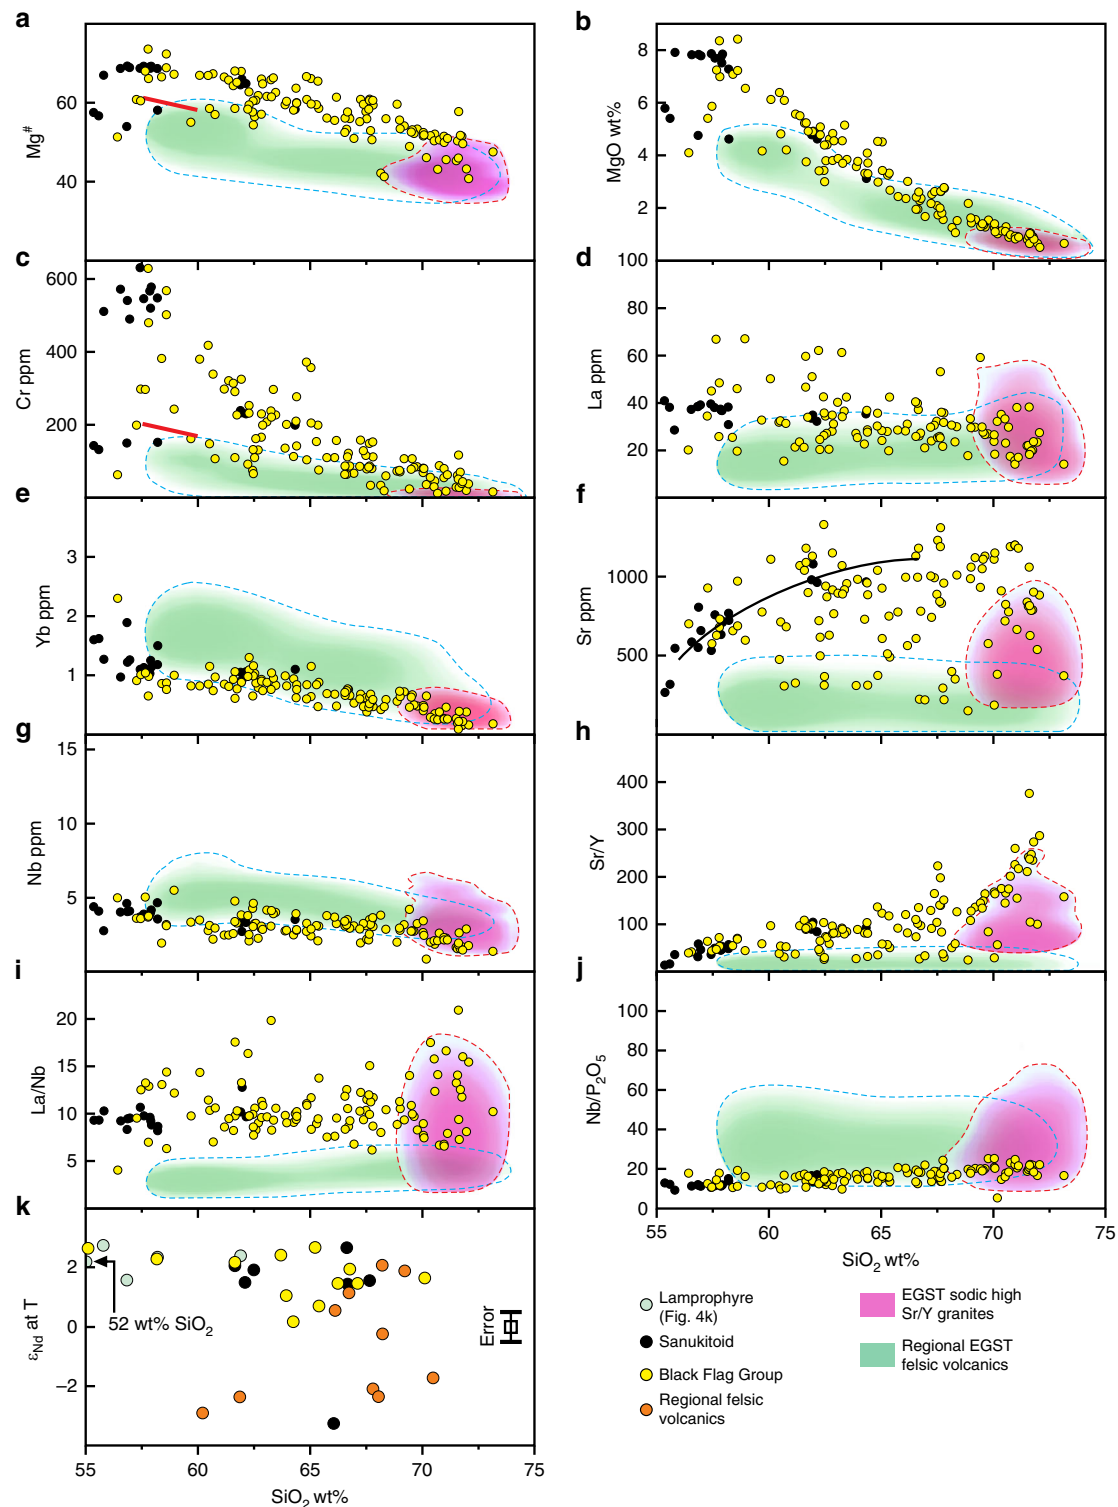 a
60
40
Mg#
b
8
6
4
2
100
MgO wt%
c
600
400
200
Cr ppm
d
80
60
40
20
La ppm
e
3
2
1
Yb ppm
f
1000
500
Sr ppm
g
15
10
5
Nb ppm
h
400
300
200
100
Sr/Y
i
20
15
10
5
La/Nb
j
100
80
60
40
20
0
Nb/P2O5
55 60 65 70 75
SiO2 wt%
k
2
0
−2
εNd at T
52 wt% SiO2
Error
55 60 65 70 75
SiO2 wt%
Lamprophyre
(Fig. 4k)
Sanukitoid
Black Flag Group
Regional felsic
volcanics
EGST sodic high
Sr/Y granites
Regional EGST
felsic volcanics